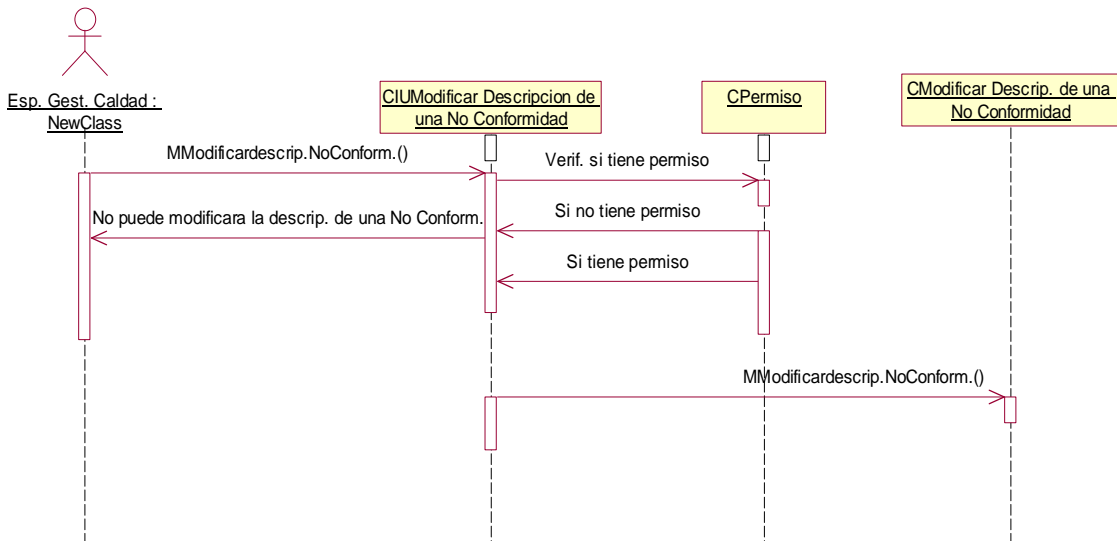 Esp. Gest. Caldad :
NewClass
CIUModificar Descripcion de
una No Conformidad
CPermiso
CModificar Descrip. de una
No Conformidad
MModificardescrip.NoConform.()
Verif. si tiene permiso
Si no tiene permiso
No puede modificara la descrip. de una No Conform.
Si tiene permiso
MModificardescrip.NoConform.()